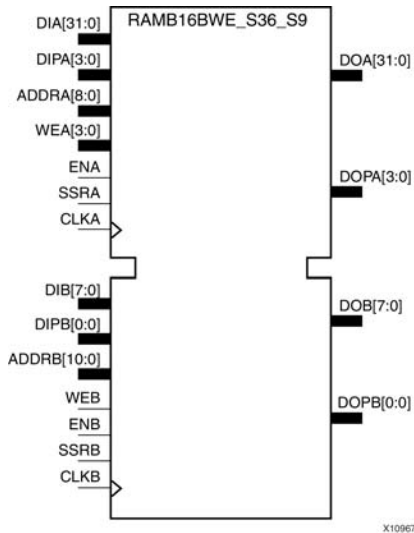 RAMB16BWE_S36_S9
DIA[31:0]
DIPA[3:0]
ADDRA[8:0]
WEA[3:0]
ENA
SSRA
CLKA
DOA[31:0]
DOPA[3:0]
DIB[7:0]
DIPB[0:0]
ADDRB[10:0]
WEB
ENB
SSRB
CLKB
DOB[7:0]
DOPB[0:0]
X10967